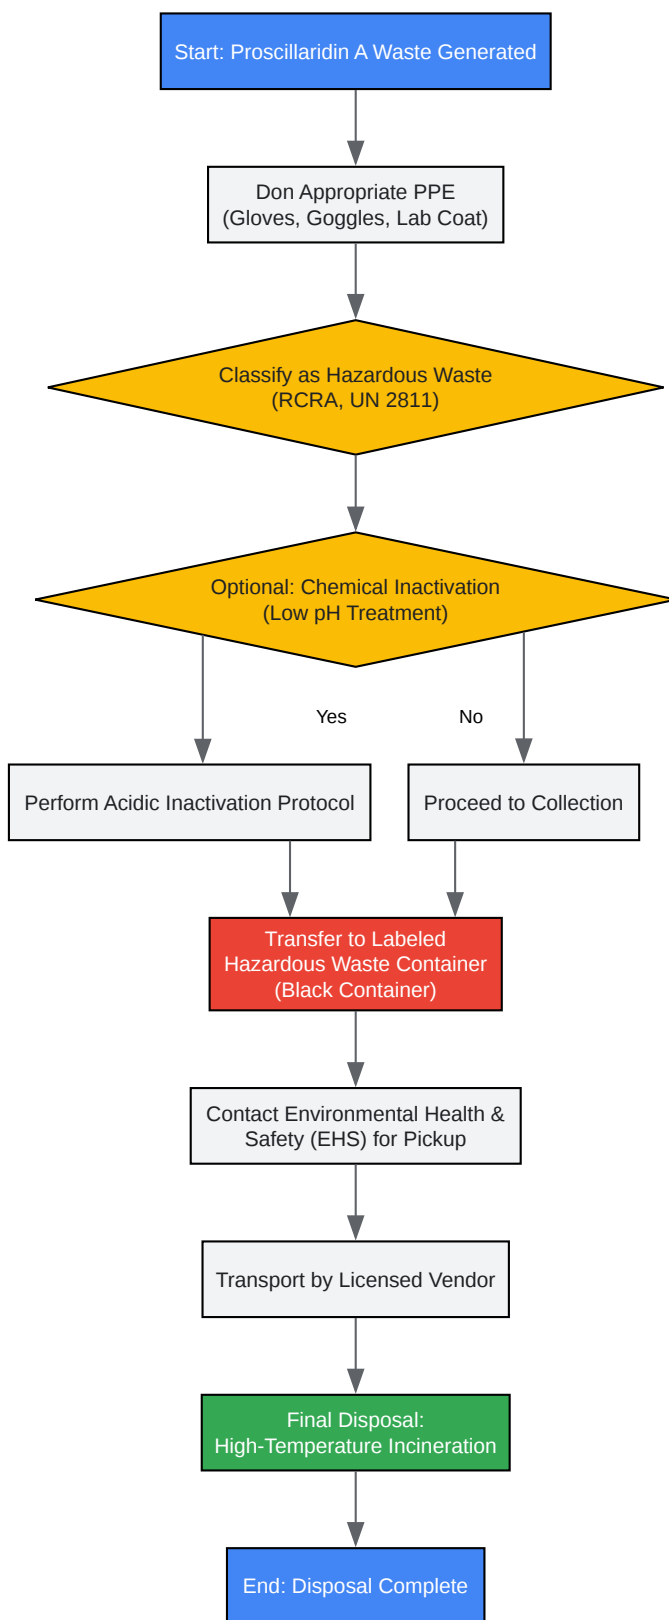 Start: Proscillaridin A Waste Generated
Don Appropriate PPE
(Gloves, Goggles, Lab Coat)
Classify as Hazardous Waste
(RCRA, UN 2811)
Optional: Chemical Inactivation
(Low pH Treatment)
Yes
No
Perform Acidic Inactivation Protocol
Proceed to Collection
Transfer to Labeled
Hazardous Waste Container
(Black Container)
Contact Environmental Health &
Safety (EHS) for Pickup
Transport by Licensed Vendor
Final Disposal:
High-Temperature Incineration
End: Disposal Complete